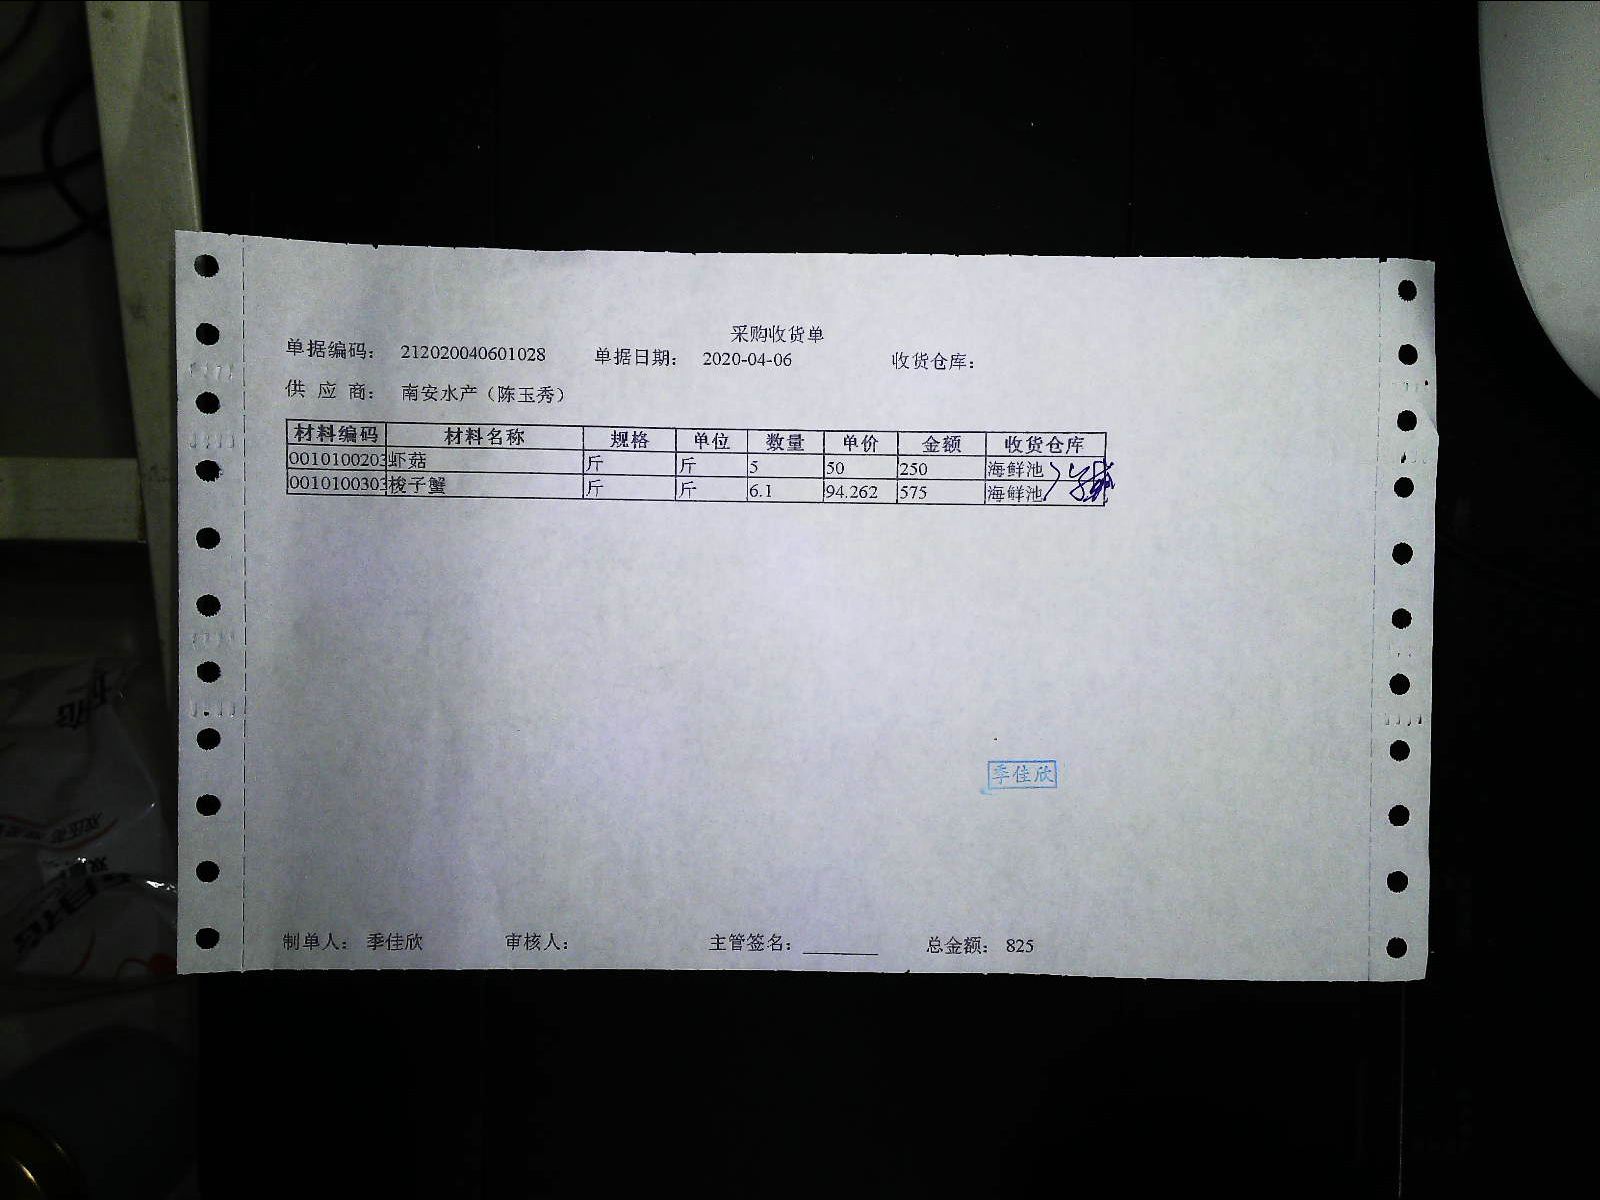 采购收货单
单据编码: 212020040601028 单据日期: 2020-04-06 收货仓库:
供应商: 南安水产（陈玉秀）
材料编码 材料名称 规格 单位 数量 单价 金额 收货仓库
0010100203 虾菇 斤 斤 5 50 250 海鲜池
0010100303 梭子蟹 斤 斤 6.1 94.262 575 海鲜池
季佳欣
制单人: 季佳欣 审核人: 主管签名: 总金额: 825